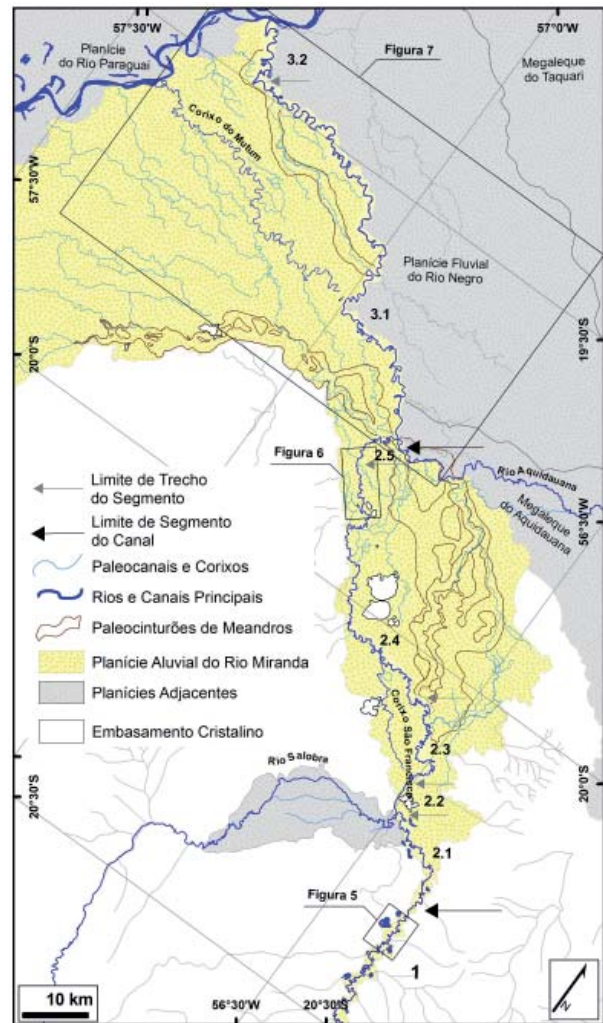 57°30'W
57°0'W
Planície
do Rio Paraguai
3.2
Figura 7
Megaleque
do Taquari
Corixo do Mutum
57°30'W
Planície Fluvial
do Rio Negro
3.1
19°30'S
20°0'S
2.5
Figura 6
Rio Aquidauana
Megaleque
do Aquidauana
56°30'W
Limite de Trecho
do Segmento
Limite de Segmento
do Canal
Paleocanais e Corixos
Rios e Canais Principais
Paleocinturões de Meandros
Planície Aluvial do Rio Miranda
Planícies Adjacentes
Embasamento Cristalino
2.4
Corixo São Francisco
2.3
Rio Salobra
2.2
20°0'S
20°30'S
2.1
Figura 5
1
10 km
56°30'W
20°30'S